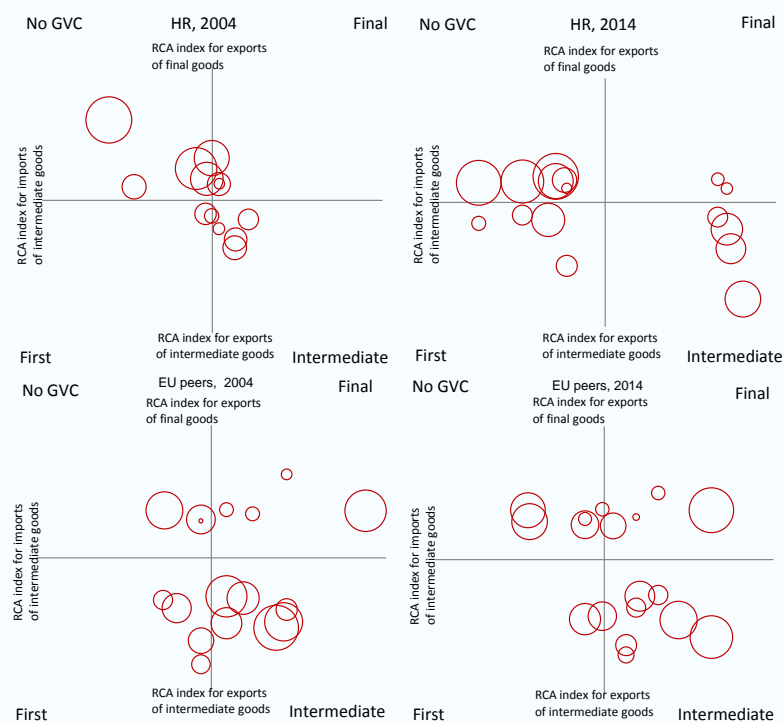 No GVC
HR, 2004
Final
RCA index for exports
of final goods
RCA index for imports
of intermediate goods
RCA index for exports
of intermediate goods
First
Intermediate
No GVC
HR, 2014
Final
RCA index for exports
of final goods
RCA index for imports
of intermediate goods
RCA index for exports
of intermediate goods
First
Intermediate
No GVC
EU peers, 2004
Final
RCA index for exports
of final goods
RCA index for imports
of intermediate goods
RCA index for exports
of intermediate goods
First
Intermediate
No GVC
EU peers, 2014
Final
RCA index for exports
of final goods
RCA index for imports
of intermediate goods
RCA index for exports
of intermediate goods
First
Intermediate